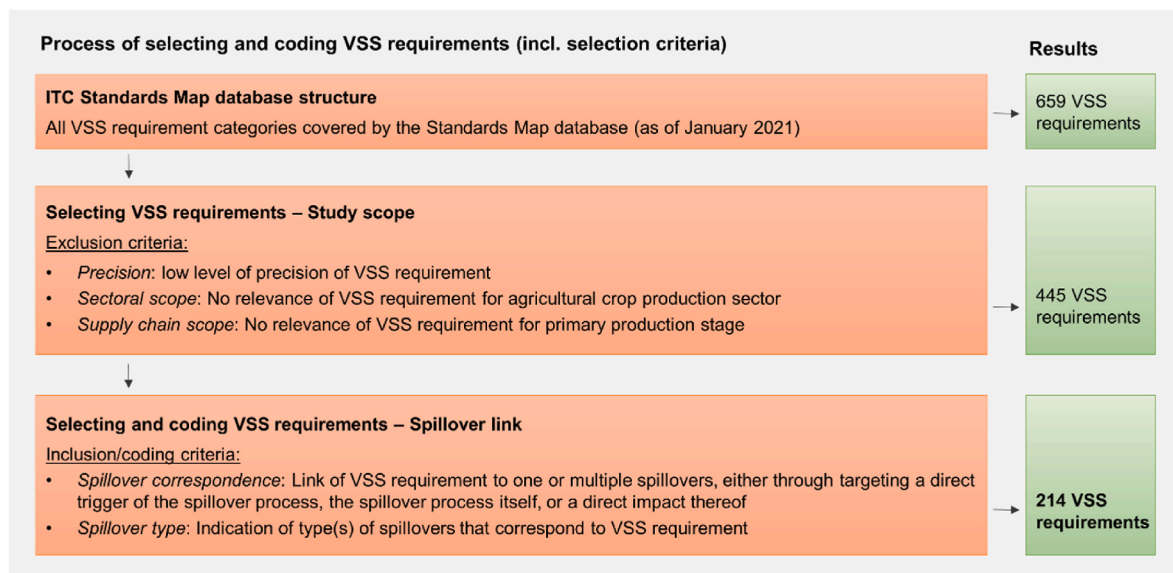 Process of selecting and coding VSS requirements (incl. selection criteria)
Results
ITC Standards Map database structure
All VSS requirement categories covered by the Standards Map database (as of January 2021)
659 VSS
requirements
Selecting VSS requirements – Study scope
Exclusion criteria:
• Precision: low level of precision of VSS requirement
• Sectoral scope: No relevance of VSS requirement for agricultural crop production sector
• Supply chain scope: No relevance of VSS requirement for primary production stage
445 VSS
requirements
Selecting and coding VSS requirements – Spillover link
Inclusion/coding criteria:
• Spillover correspondence: Link of VSS requirement to one or multiple spillovers, either through targeting a direct
trigger of the spillover process, the spillover process itself, or a direct impact thereof
• Spillover type: Indication of type(s) of spillovers that correspond to VSS requirement
214 VSS
requirements